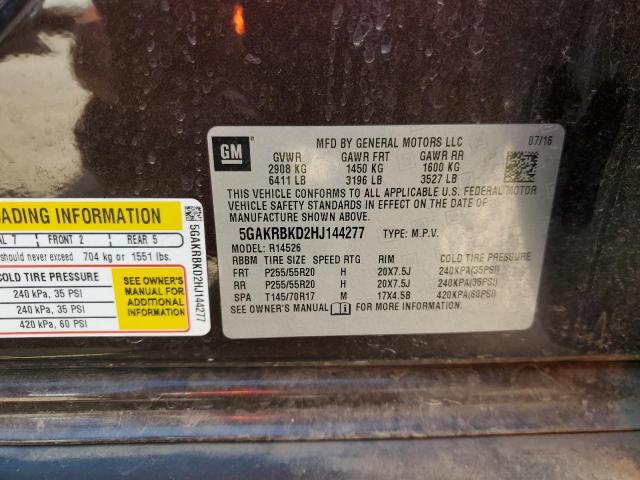 GM
MFD BY GENERAL MOTORS LLC 07/16
GVWR GAWR FRT GAWR RR
2908 KG 1450 KG 1600 KG
6411 LB 3196 LB 3527 LB
THIS VEHICLE CONFORMS TO ALL APPLICABLE U.S. FEDERAL MOTOR
VEHICLE SAFETY STANDARDS IN EFFECT ON THE DATE OF
MANUFACTURE SHOWN ABOVE.
5GAKRBKD2HJ144277 TYPE: M.P.V.
MODEL: R14526
RBBM TIRE SIZE SPEED RTG RIM COLD TIRE PRESSURE
FRT P255/55R20 H 20X7.5J 240KPA(35PSI)
RR P255/55R20 H 20X7.5J 240KPA(35PSI)
SPA T145/70R17 M 17X4.5B 420KPA(60PSI)
SEE OWNER'S MANUAL FOR MORE INFORMATION
OADING INFORMATION
AL 7 FRONT 2 REAR 5
should never exceed 704 kg or 1551 lbs.
COLD TIRE PRESSURE
240 kPa, 35 PSI
240 kPa, 35 PSI
420 kPa, 60 PSI
SEE OWNER'S
MANUAL FOR
ADDITIONAL
INFORMATION
5GAKRBKD2HJ144277